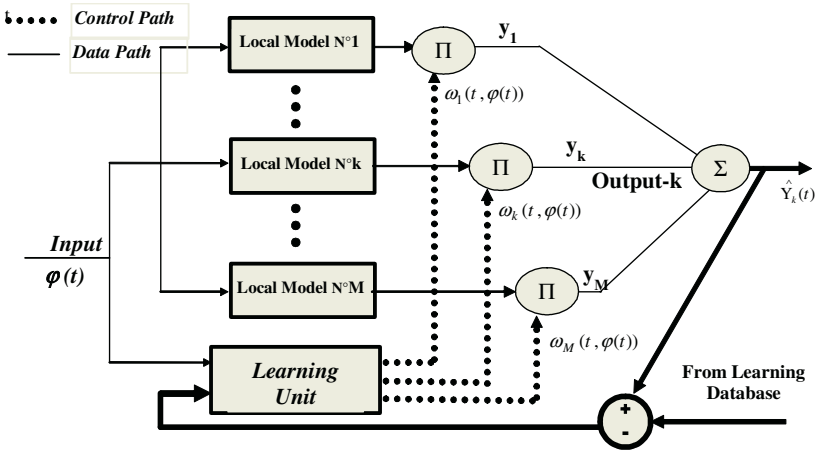 t
Control Path
Data Path
Local Model N°1
Π
y1
ω1(t,φ(t))
Local Model N°k
Π
yk
Output-k
Σ
Ŷk(t)
ωk(t,φ(t))
Input
φ(t)
Local Model N°M
Π
yM
ωM(t,φ(t))
Learning
Unit
From Learning
Database
+
-